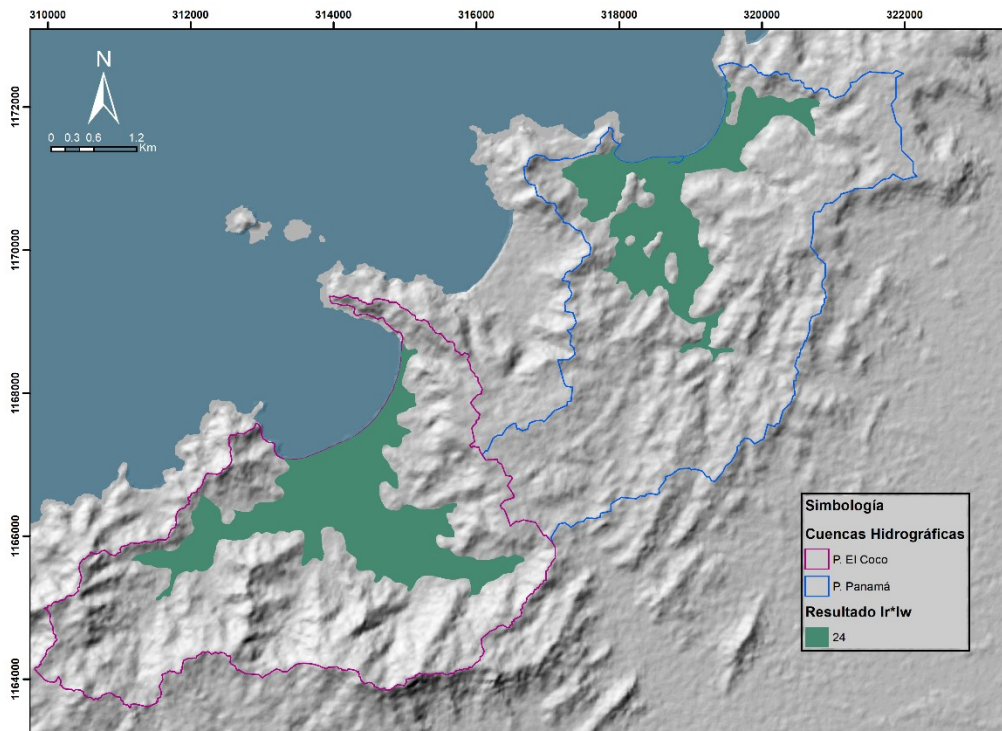 310000 312000 314000 316000 318000 320000 322000
N
0 0.3 0.6 1.2
Km
1172000
1170000
1168000
1166000
1164000
Simbología
Cuencas Hidrográficas
P. El Coco
P. Panamá
Resultado Ir*Iw
24